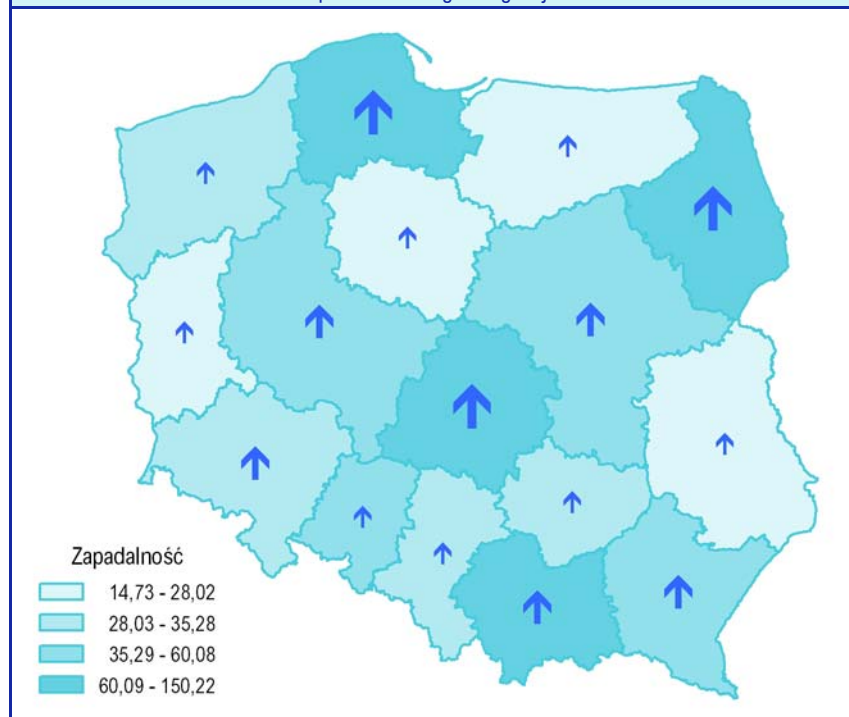 Zapadalność
14,73 - 28,02
28,03 - 35,28
35,29 - 60,08
60,09 - 150,22